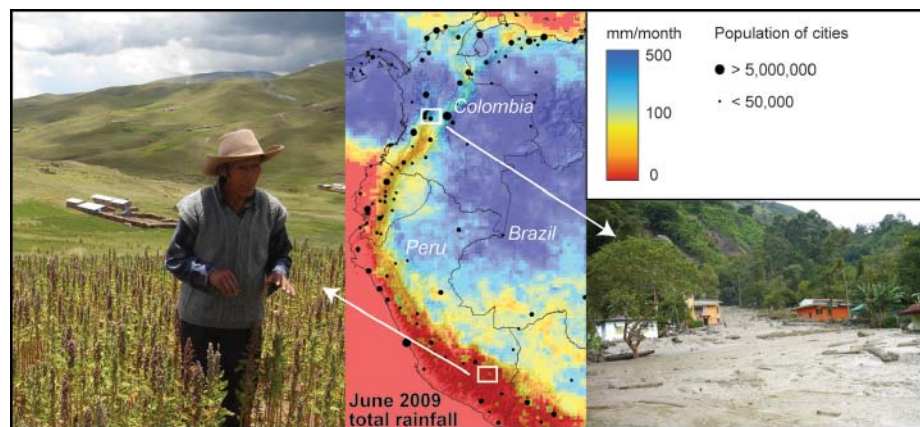 Colombia
Peru
Brazil
June 2009
total rainfall
mm/month
500
100
0
Population of cities
> 5,000,000
< 50,000